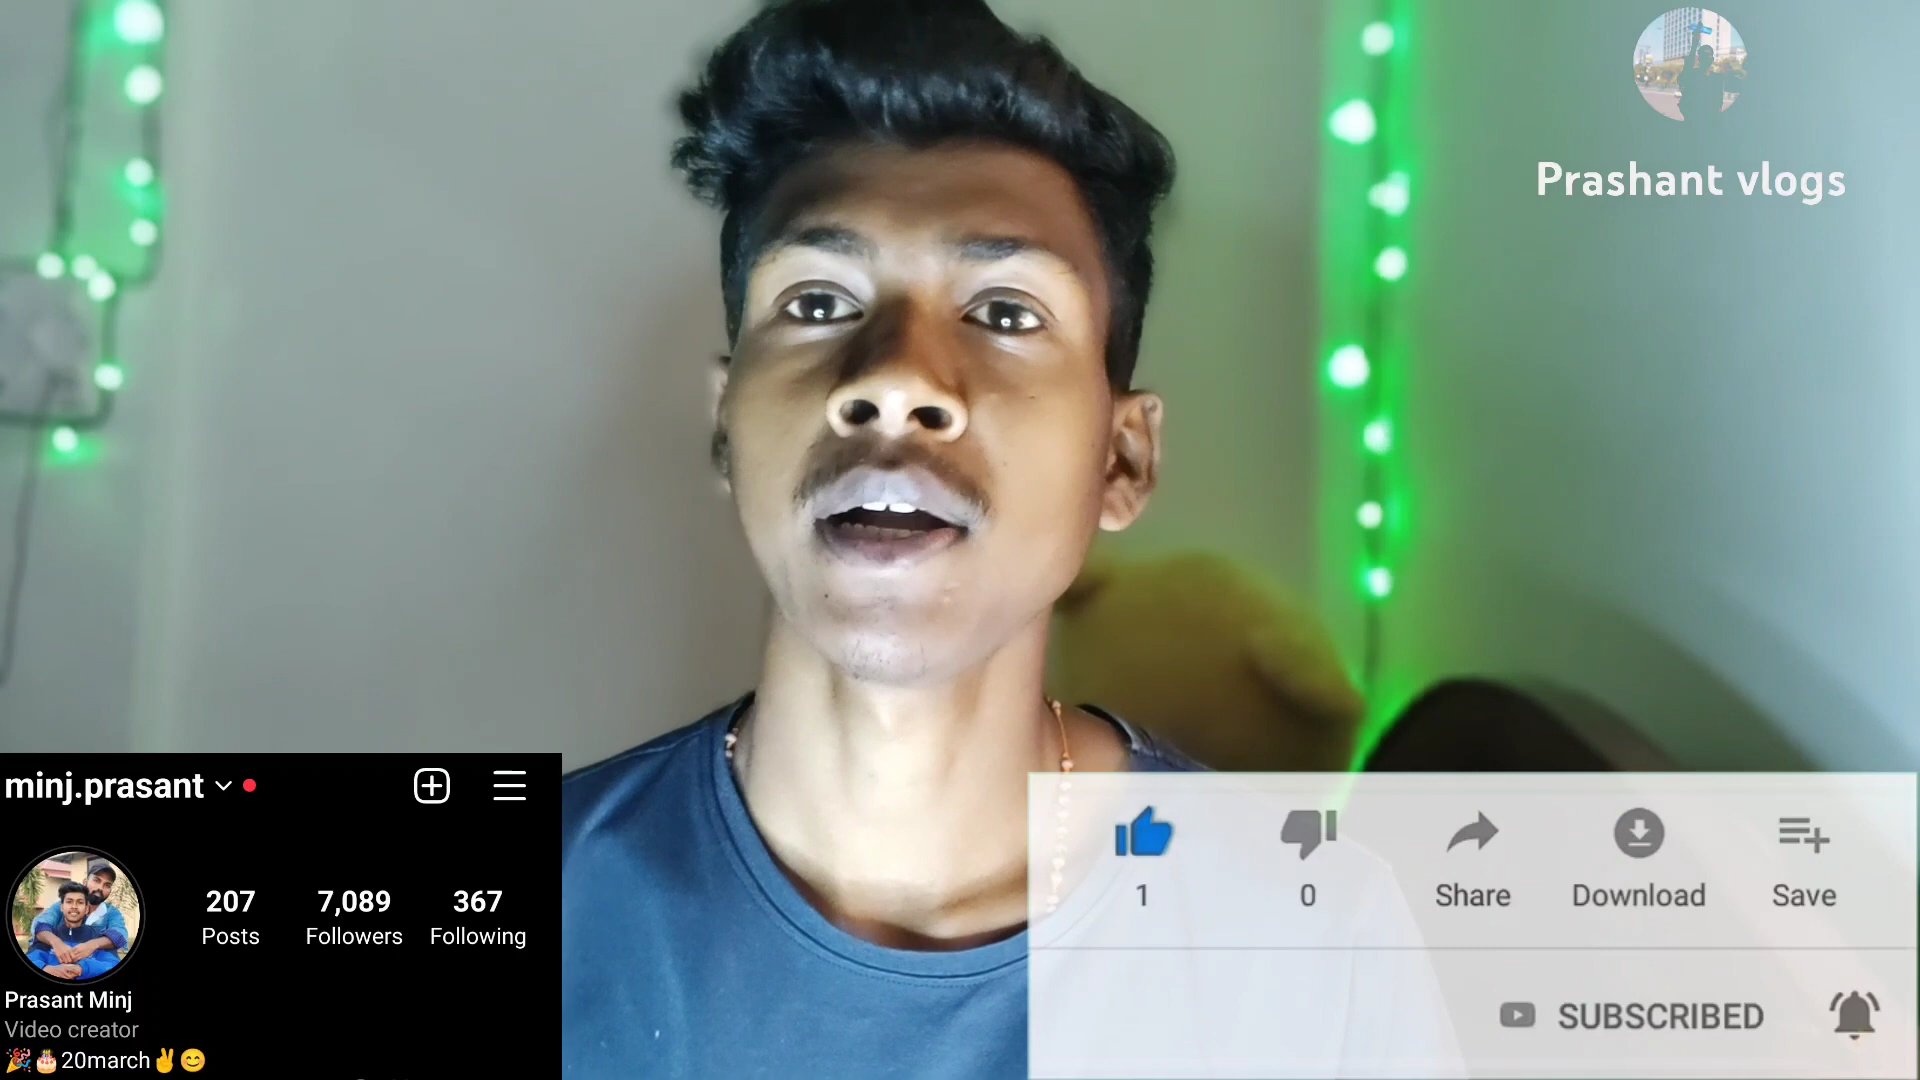 Prashant vlogs
minj.prasant
207 7,089 367
Posts Followers Following
Prasant Minj
Video creator
🎉🎂20march✌️😊
1 0 Share Download Save
SUBSCRIBED